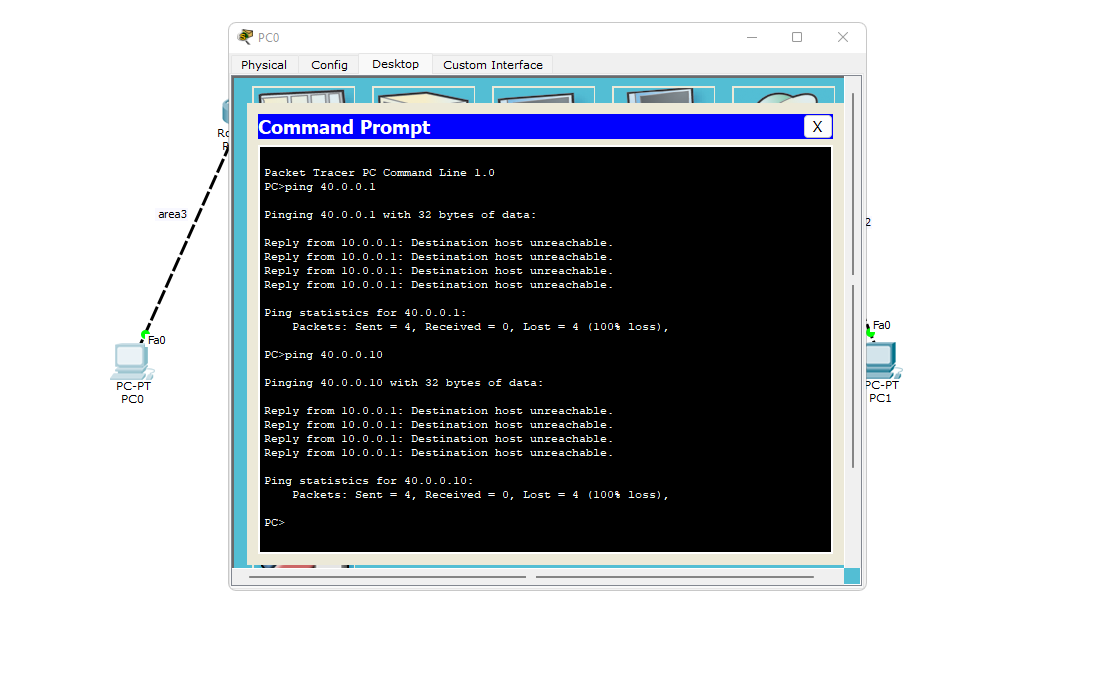 PC0
Physical Config Desktop Custom Interface
Command Prompt
X
Packet Tracer PC Command Line 1.0
PC>ping 40.0.0.1
Pinging 40.0.0.1 with 32 bytes of data:
Reply from 10.0.0.1: Destination host unreachable.
Reply from 10.0.0.1: Destination host unreachable.
Reply from 10.0.0.1: Destination host unreachable.
Reply from 10.0.0.1: Destination host unreachable.
Ping statistics for 40.0.0.1:
Packets: Sent = 4, Received = 0, Lost = 4 (100% loss),
PC>ping 40.0.0.10
Pinging 40.0.0.10 with 32 bytes of data:
Reply from 10.0.0.1: Destination host unreachable.
Reply from 10.0.0.1: Destination host unreachable.
Reply from 10.0.0.1: Destination host unreachable.
Reply from 10.0.0.1: Destination host unreachable.
Ping statistics for 40.0.0.10:
Packets: Sent = 4, Received = 0, Lost = 4 (100% loss),
PC>
area3
Fa0
PC-PT
PC0
2
Fa0
PC-PT
PC1